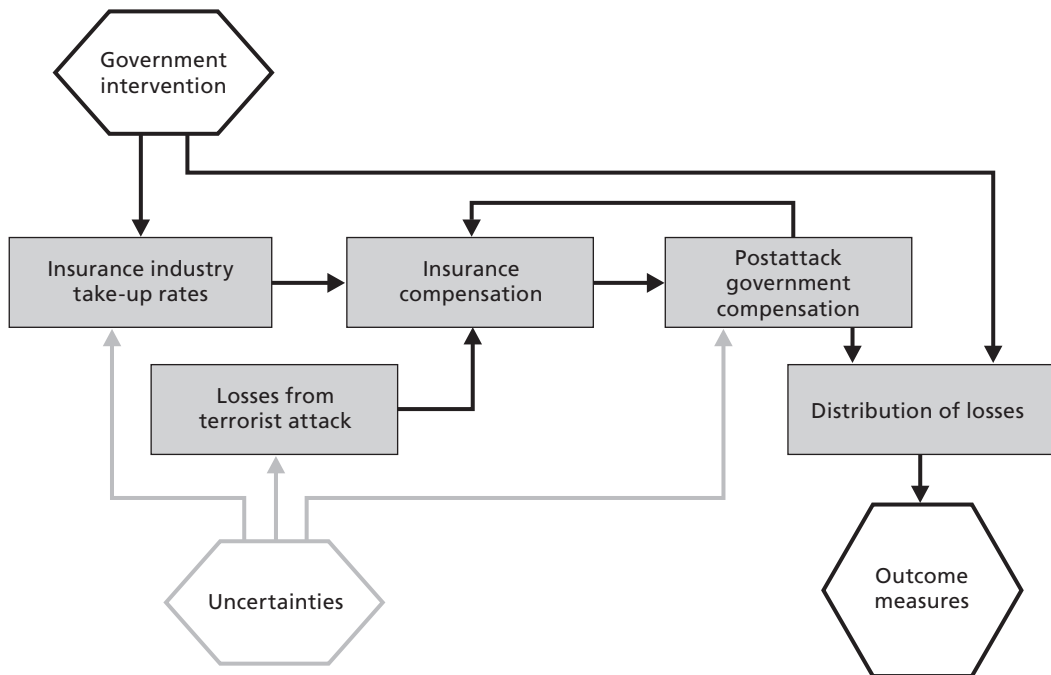 Government
intervention
Insurance industry
take-up rates
Insurance
compensation
Postattack
government
compensation
Losses from
terrorist attack
Distribution of losses
Uncertainties
Outcome
measures